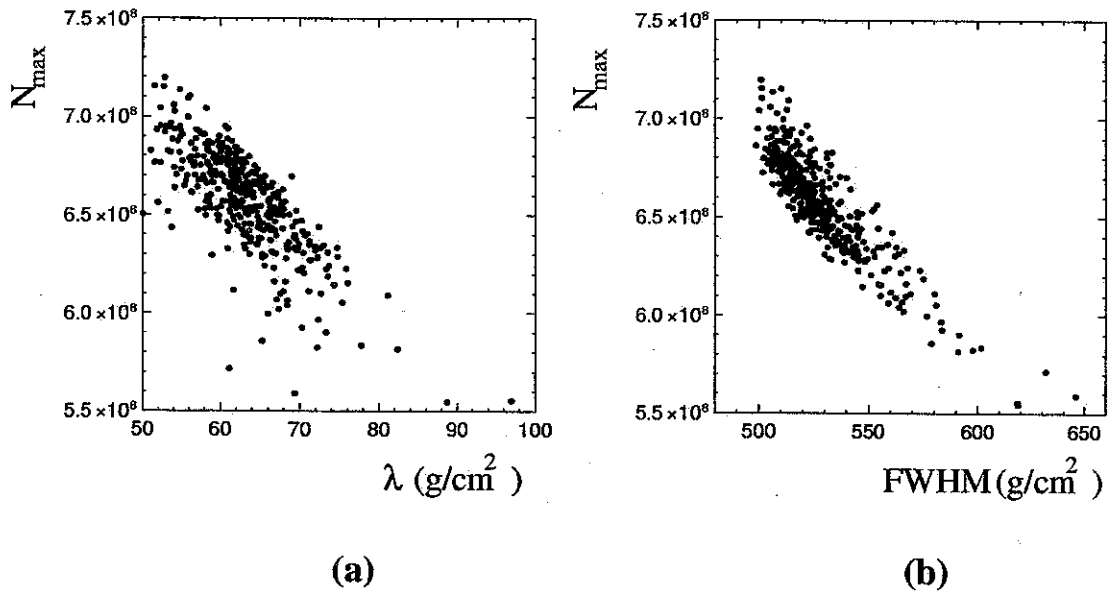 7.5 ×10⁸
7.0 ×10⁸
6.5 ×10⁸
6.0 ×10⁸
5.5 ×10⁸
N_max
50 60 70 80 90 100
λ (g/cm²)
(a)
7.5 ×10⁸
7.0 ×10⁸
6.5 ×10⁸
6.0 ×10⁸
5.5 ×10⁸
N_max
500 550 600 650
FWHM (g/cm²)
(b)